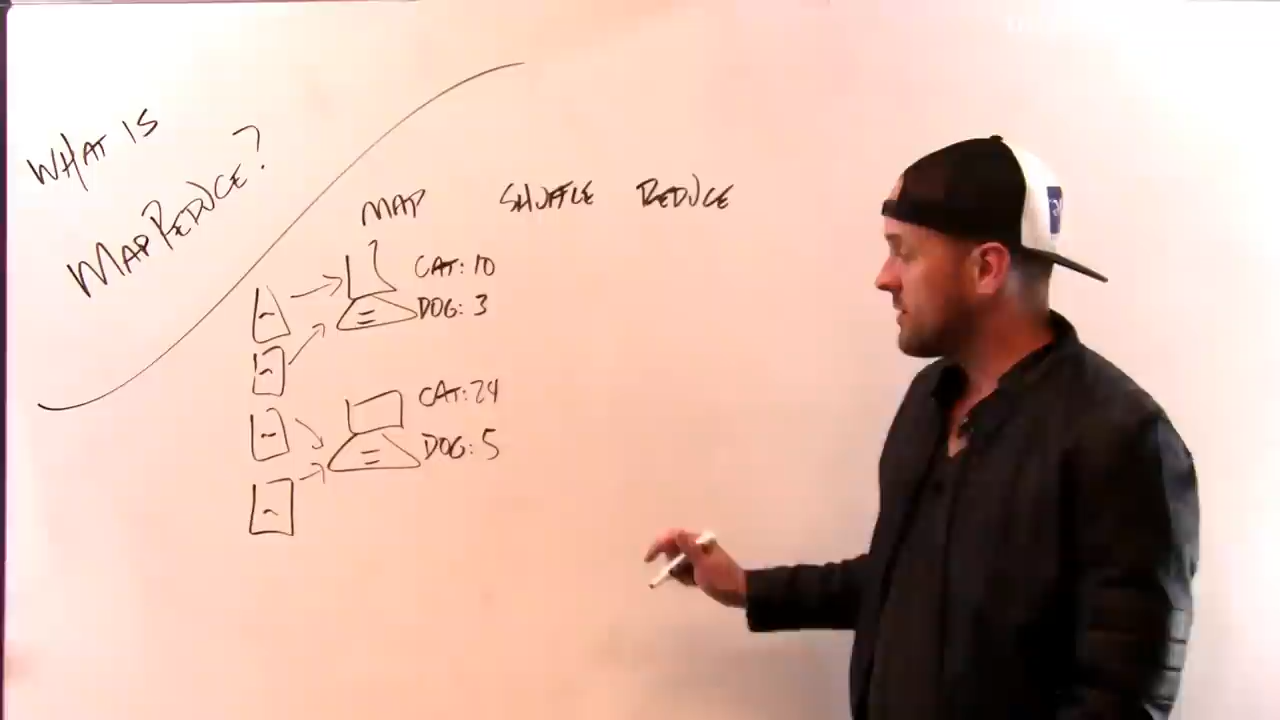 WHAT IS
MAPREDUCE?
MAP SHUFFLE REDUCE
CAT: 10
DOG: 3
CAT: 24
DOG: 5